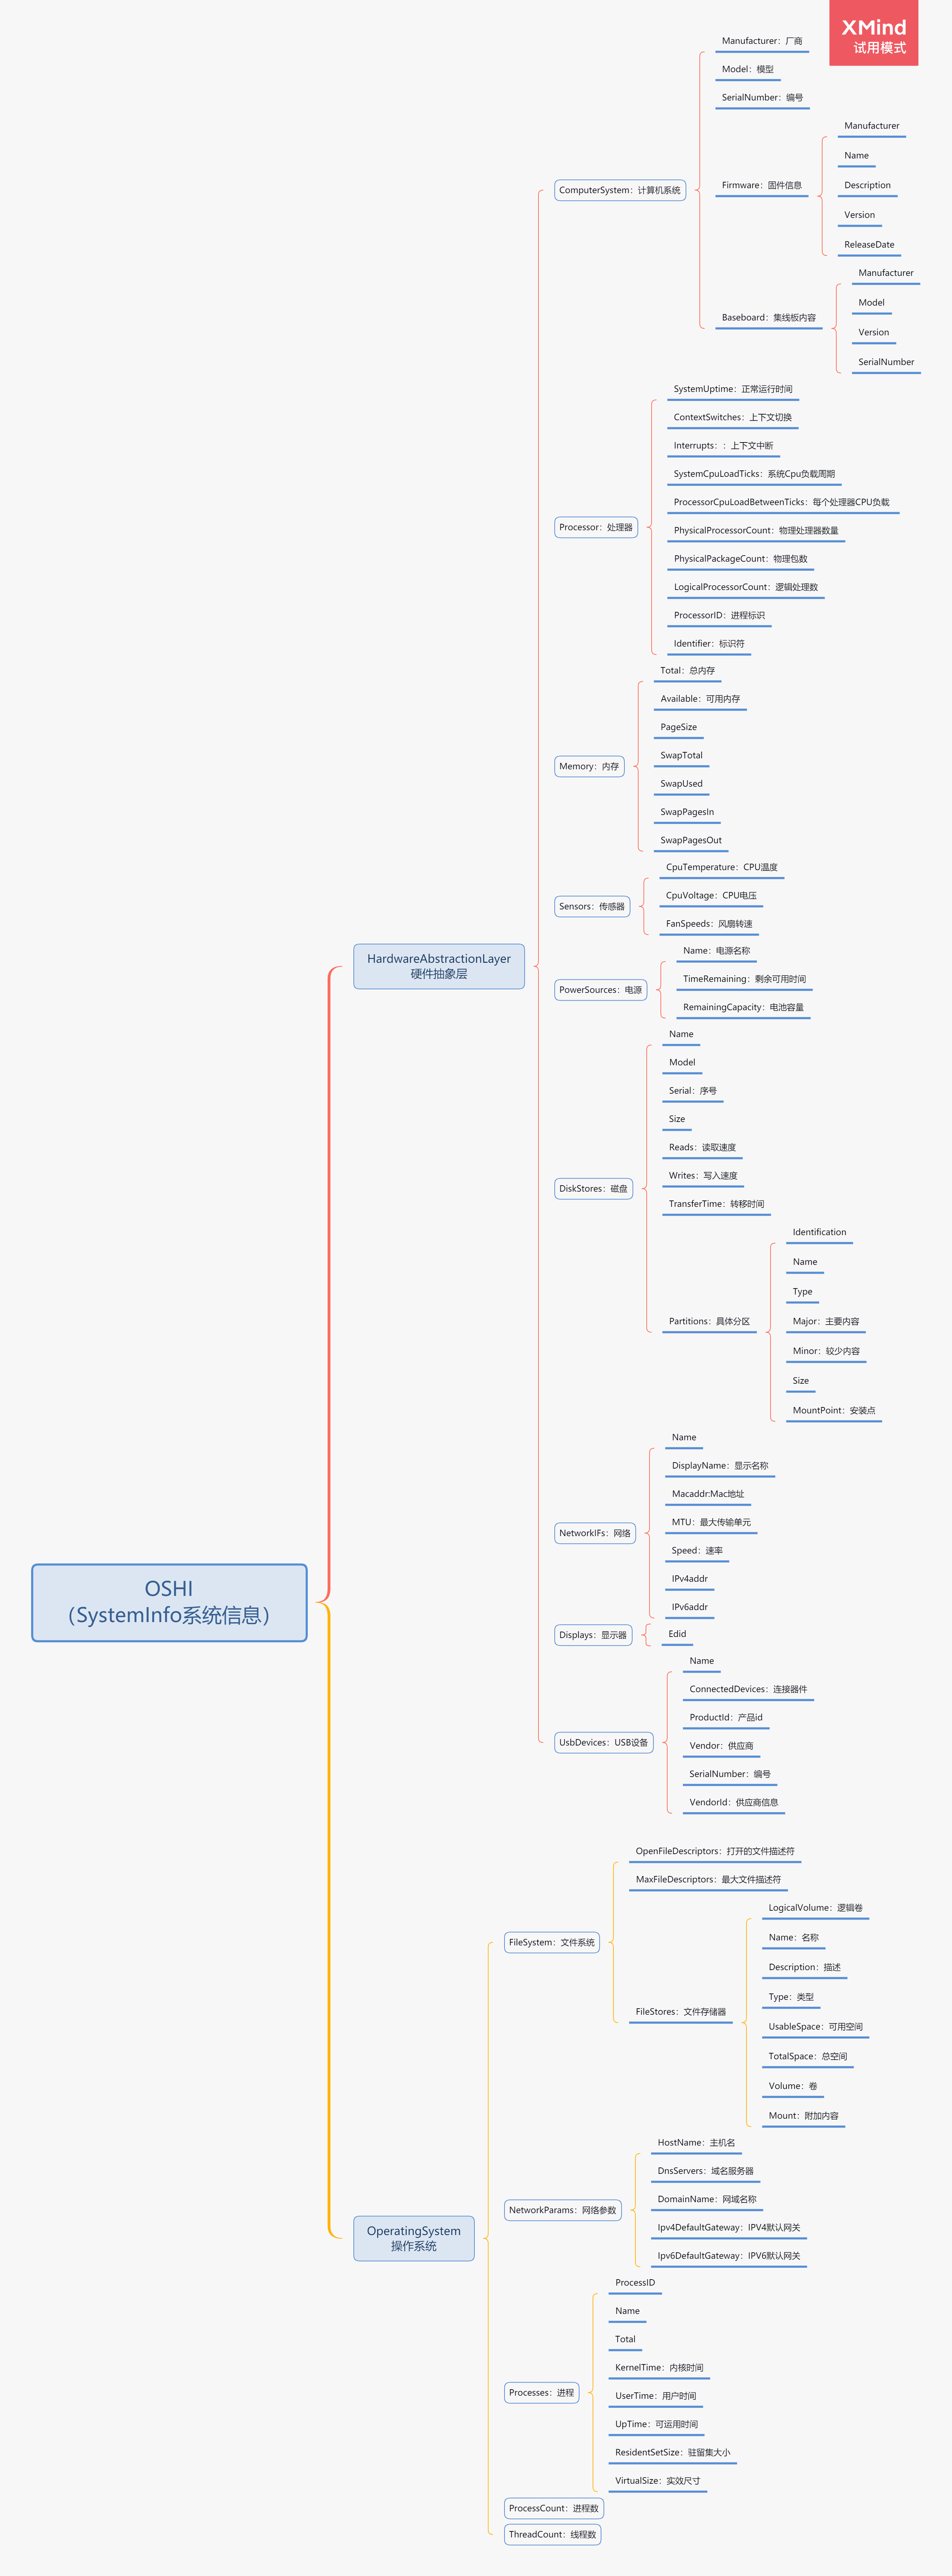 XMind
试用模式
OSHI
（SystemInfo系统信息）
HardwareAbstractionLayer
硬件抽象层
ComputerSystem：计算机系统
Manufacturer：厂商
Model：模型
SerialNumber：编号
Firmware：固件信息
Manufacturer
Name
Description
Version
ReleaseDate
Baseboard：集线板内容
Manufacturer
Model
Version
SerialNumber
Processor：处理器
SystemUptime：正常运行时间
ContextSwitches：上下文切换
Interrupts：：上下文中断
SystemCpuLoadTicks：系统Cpu负载周期
ProcessorCpuLoadBetweenTicks：每个处理器CPU负载
PhysicalProcessorCount：物理处理器数量
PhysicalPackageCount：物理包数
LogicalProcessorCount：逻辑处理数
ProcessorID：进程标识
Identifier：标识符
Memory：内存
Total：总内存
Available：可用内存
PageSize
SwapTotal
SwapUsed
SwapPagesIn
SwapPagesOut
Sensors：传感器
CpuTemperature：CPU温度
CpuVoltage：CPU电压
FanSpeeds：风扇转速
PowerSources：电源
Name：电源名称
TimeRemaining：剩余可用时间
RemainingCapacity：电池容量
DiskStores：磁盘
Name
Model
Serial：序号
Size
Reads：读取速度
Writes：写入速度
TransferTime：转移时间
Partitions：具体分区
Identification
Name
Type
Major：主要内容
Minor：较少内容
Size
MountPoint：安装点
NetworkIFs：网络
Name
DisplayName：显示名称
Macaddr:Mac地址
MTU：最大传输单元
Speed：速率
IPv4addr
IPv6addr
Displays：显示器
Edid
UsbDevices：USB设备
Name
ConnectedDevices：连接器件
ProductId：产品id
Vendor：供应商
SerialNumber：编号
VendorId：供应商信息
OperatingSystem
操作系统
FileSystem：文件系统
OpenFileDescriptors：打开的文件描述符
MaxFileDescriptors：最大文件描述符
FileStores：文件存储器
LogicalVolume：逻辑卷
Name：名称
Description：描述
Type：类型
UsableSpace：可用空间
TotalSpace：总空间
Volume：卷
Mount：附加内容
NetworkParams：网络参数
HostName：主机名
DnsServers：域名服务器
DomainName：网域名称
Ipv4DefaultGateway：IPV4默认网关
Ipv6DefaultGateway：IPV6默认网关
Processes：进程
ProcessID
Name
Total
KernelTime：内核时间
UserTime：用户时间
UpTime：可运用时间
ResidentSetSize：驻留集大小
VirtualSize：实效尺寸
ProcessCount：进程数
ThreadCount：线程数